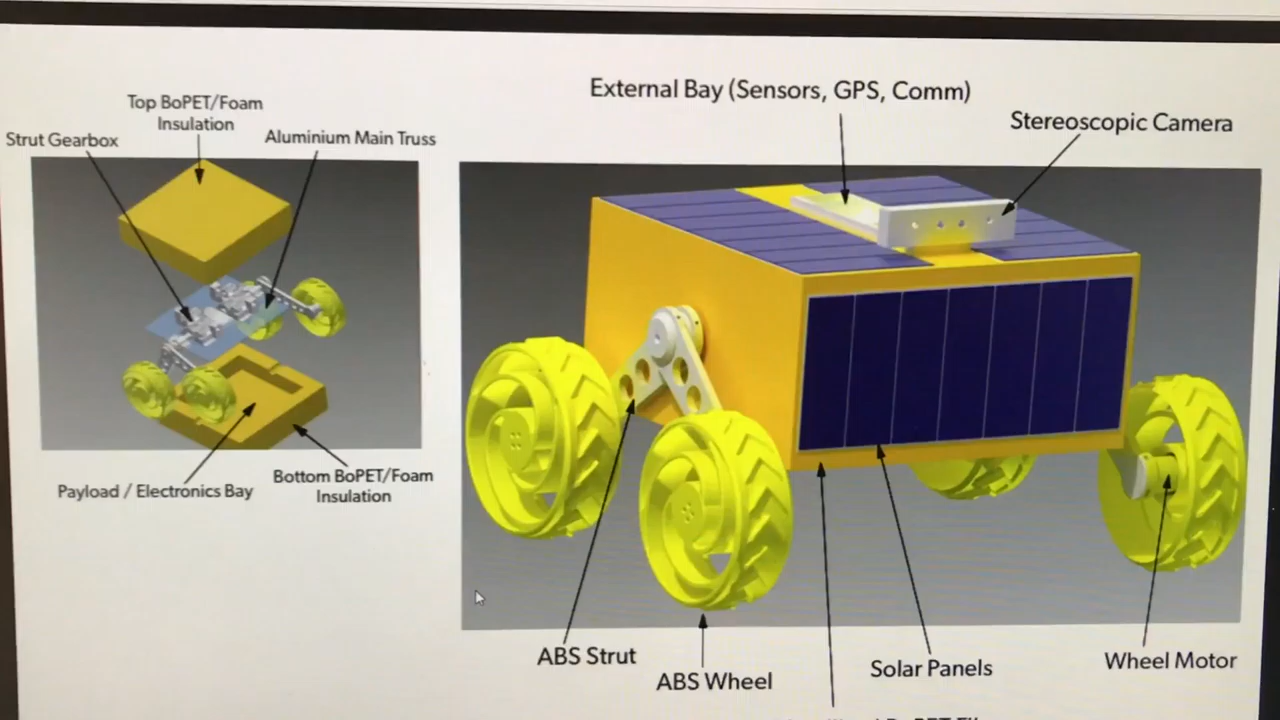 Top BoPET/Foam
Insulation
Strut Gearbox
Aluminium Main Truss
Payload / Electronics Bay
Bottom BoPET/Foam
Insulation
External Bay (Sensors, GPS, Comm)
Stereoscopic Camera
ABS Strut
ABS Wheel
Solar Panels
Wheel Motor